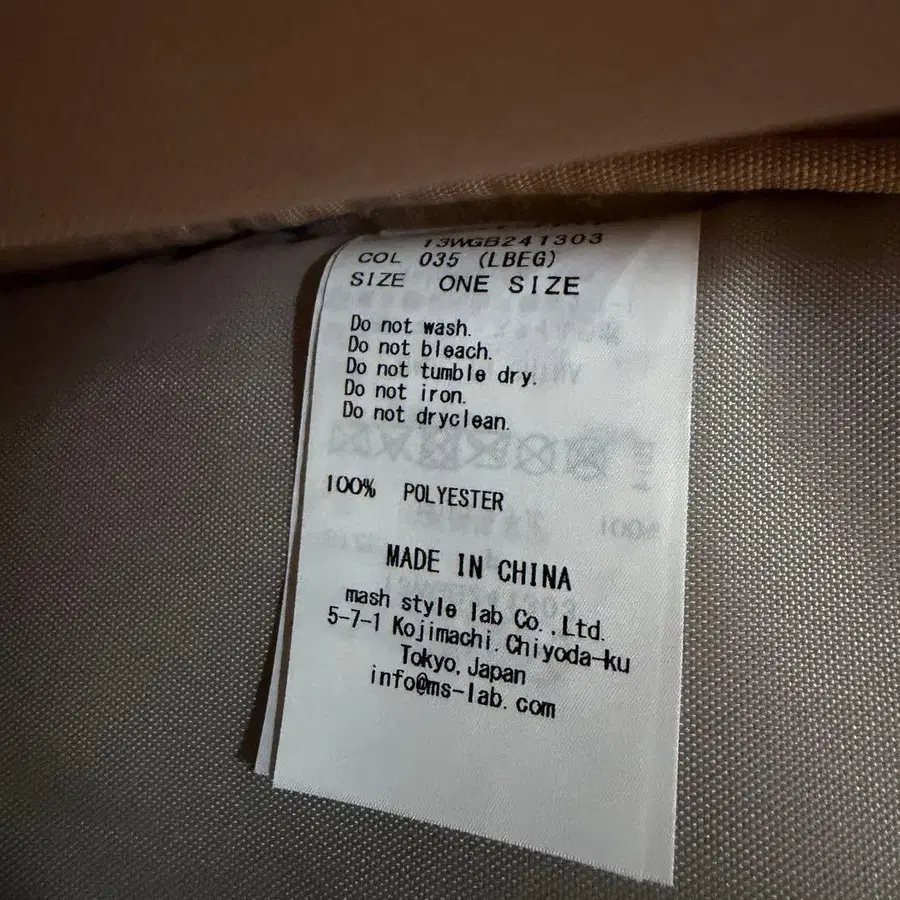 13WGB241303
COL 035 (LBEG)
SIZE ONE SIZE
Do not wash.
Do not bleach.
Do not tumble dry.
Do not iron.
Do not dryclean.
100% POLYESTER
MADE IN CHINA
mash style lab Co.,Ltd.
5-7-1 Kojimachi.Chiyoda-ku
Tokyo,Japan
info@ms-lab.com